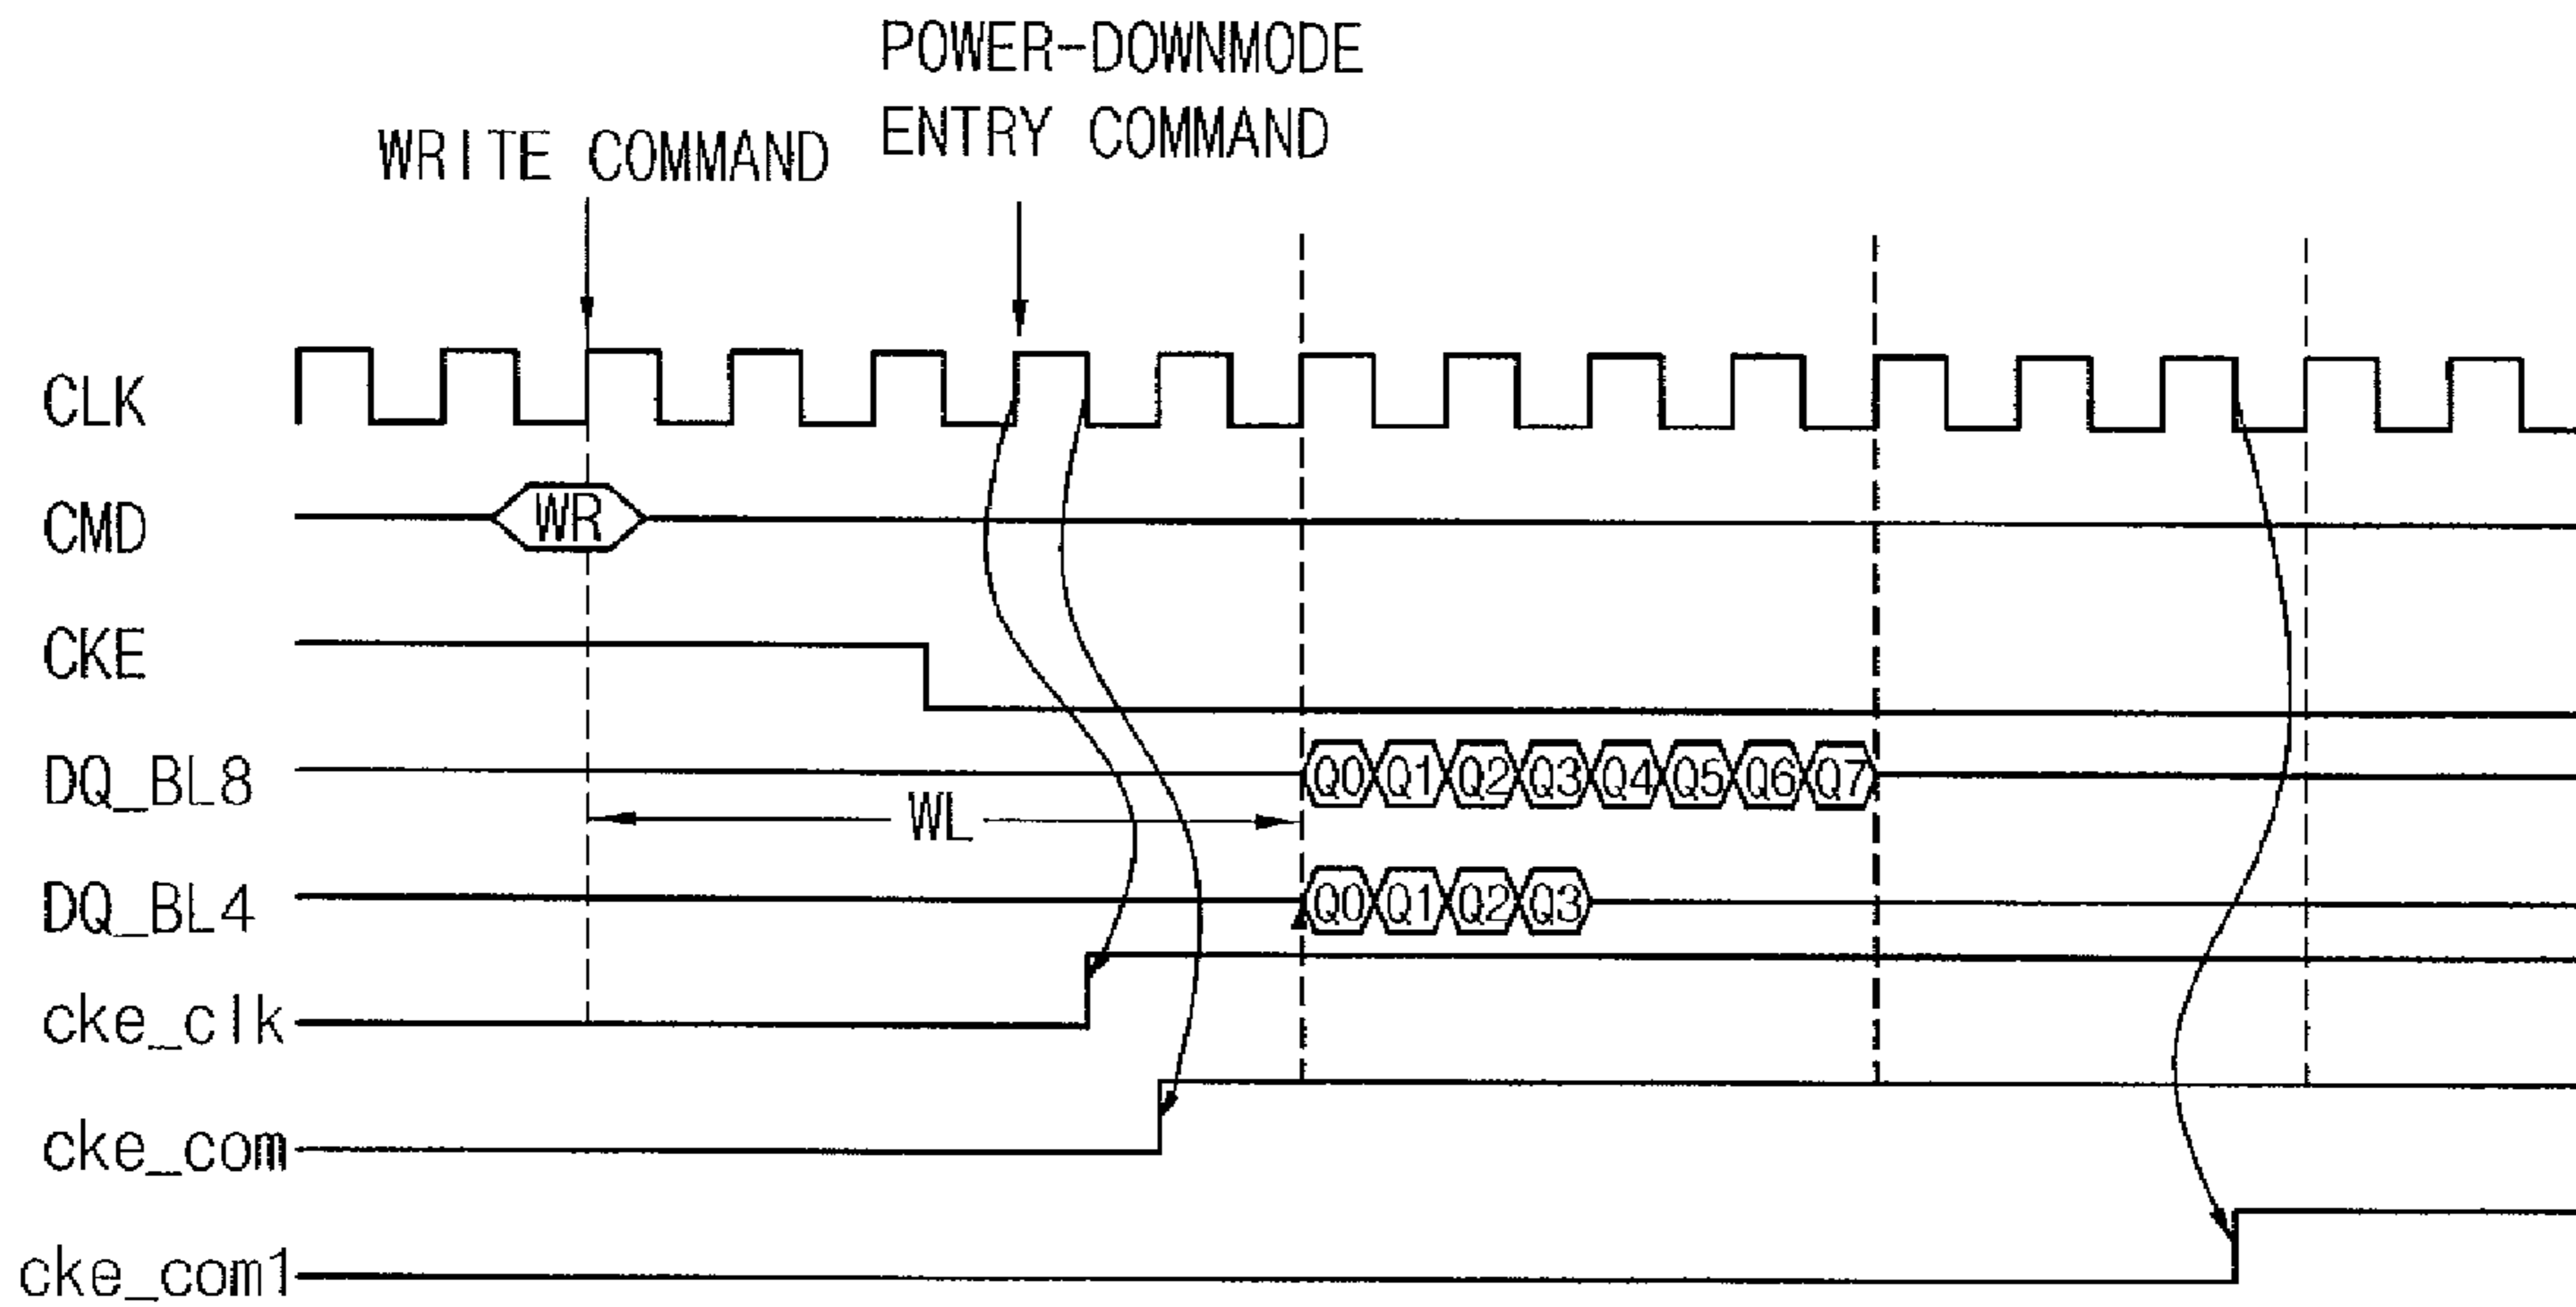 POWER-DOWNMODE
ENTRY COMMAND
WRITE COMMAND
CLK
CMD
WR
CKE
DQ_BL8
Q0 Q1 Q2 Q3 Q4 Q5 Q6 Q7
WL
DQ_BL4
Q0 Q1 Q2 Q3
cke_clk
cke_com
cke_com1